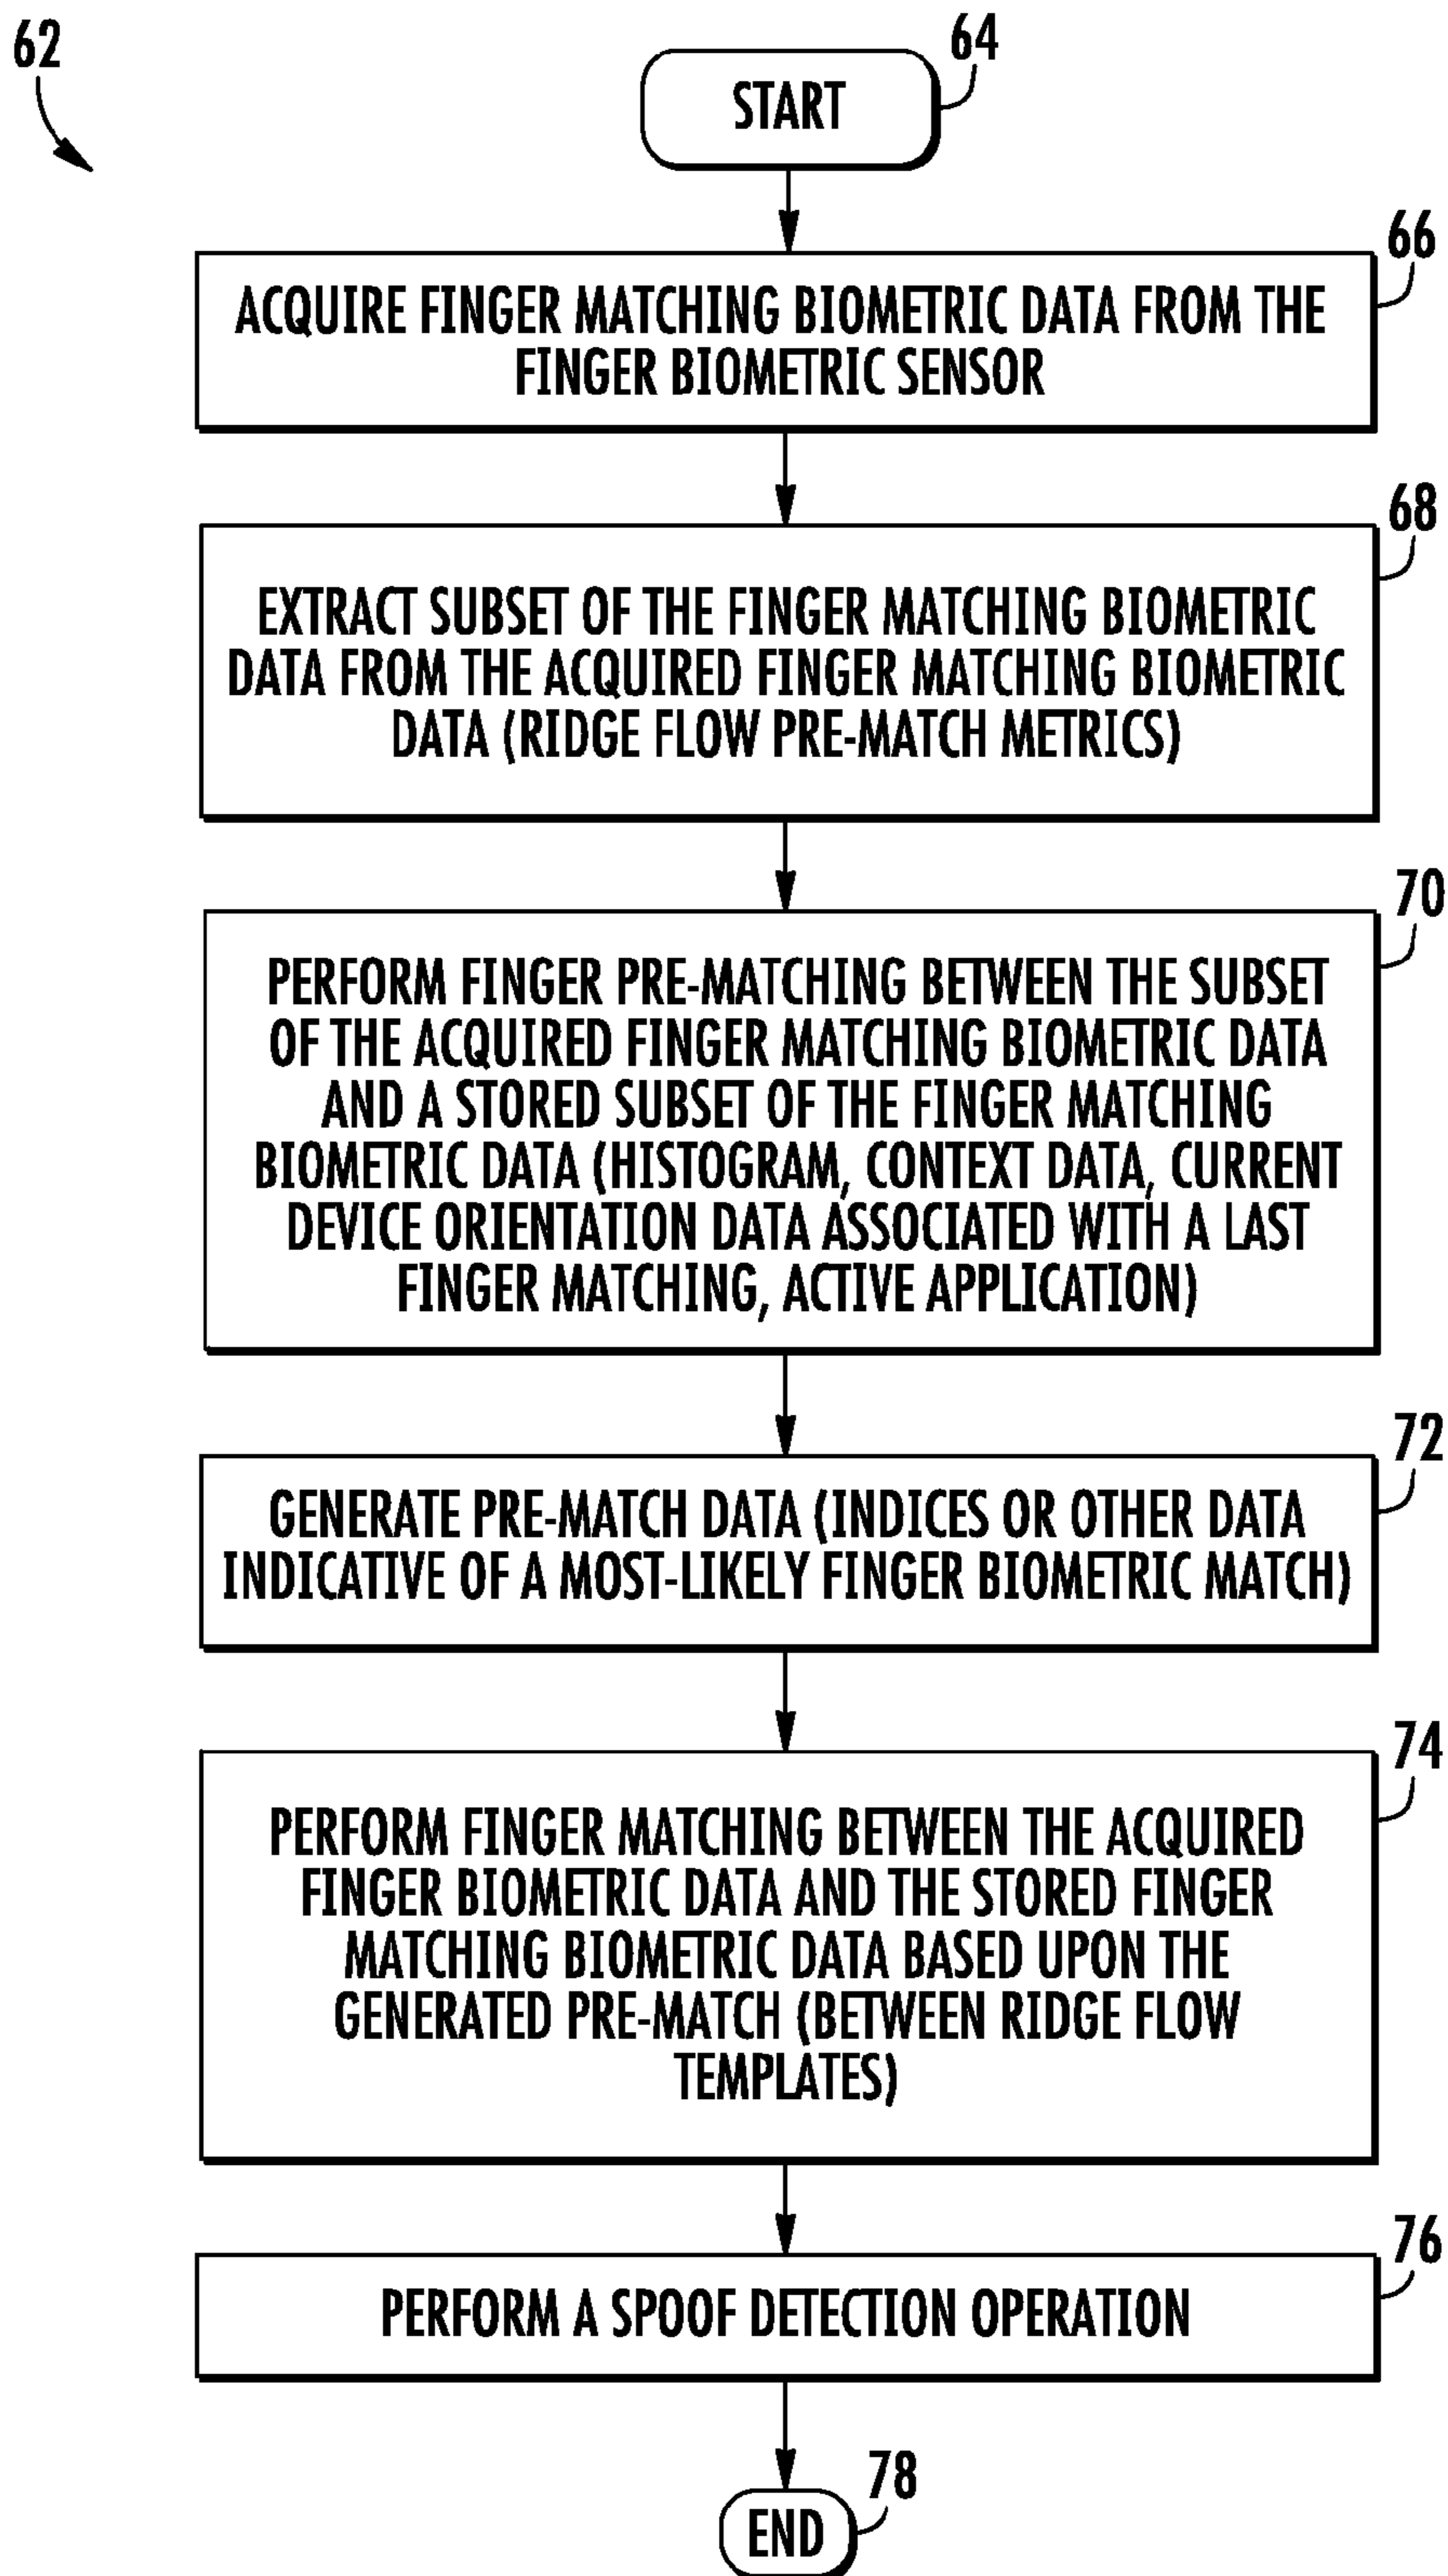 62
START
64
ACQUIRE FINGER MATCHING BIOMETRIC DATA FROM THE
FINGER BIOMETRIC SENSOR
66
EXTRACT SUBSET OF THE FINGER MATCHING BIOMETRIC
DATA FROM THE ACQUIRED FINGER MATCHING BIOMETRIC
DATA (RIDGE FLOW PRE-MATCH METRICS)
68
PERFORM FINGER PRE-MATCHING BETWEEN THE SUBSET
OF THE ACQUIRED FINGER MATCHING BIOMETRIC DATA
AND A STORED SUBSET OF THE FINGER MATCHING
BIOMETRIC DATA (HISTOGRAM, CONTEXT DATA, CURRENT
DEVICE ORIENTATION DATA ASSOCIATED WITH A LAST
FINGER MATCHING, ACTIVE APPLICATION)
70
GENERATE PRE-MATCH DATA (INDICES OR OTHER DATA
INDICATIVE OF A MOST-LIKELY FINGER BIOMETRIC MATCH)
72
PERFORM FINGER MATCHING BETWEEN THE ACQUIRED
FINGER BIOMETRIC DATA AND THE STORED FINGER
MATCHING BIOMETRIC DATA BASED UPON THE
GENERATED PRE-MATCH (BETWEEN RIDGE FLOW
TEMPLATES)
74
PERFORM A SPOOF DETECTION OPERATION
76
END
78